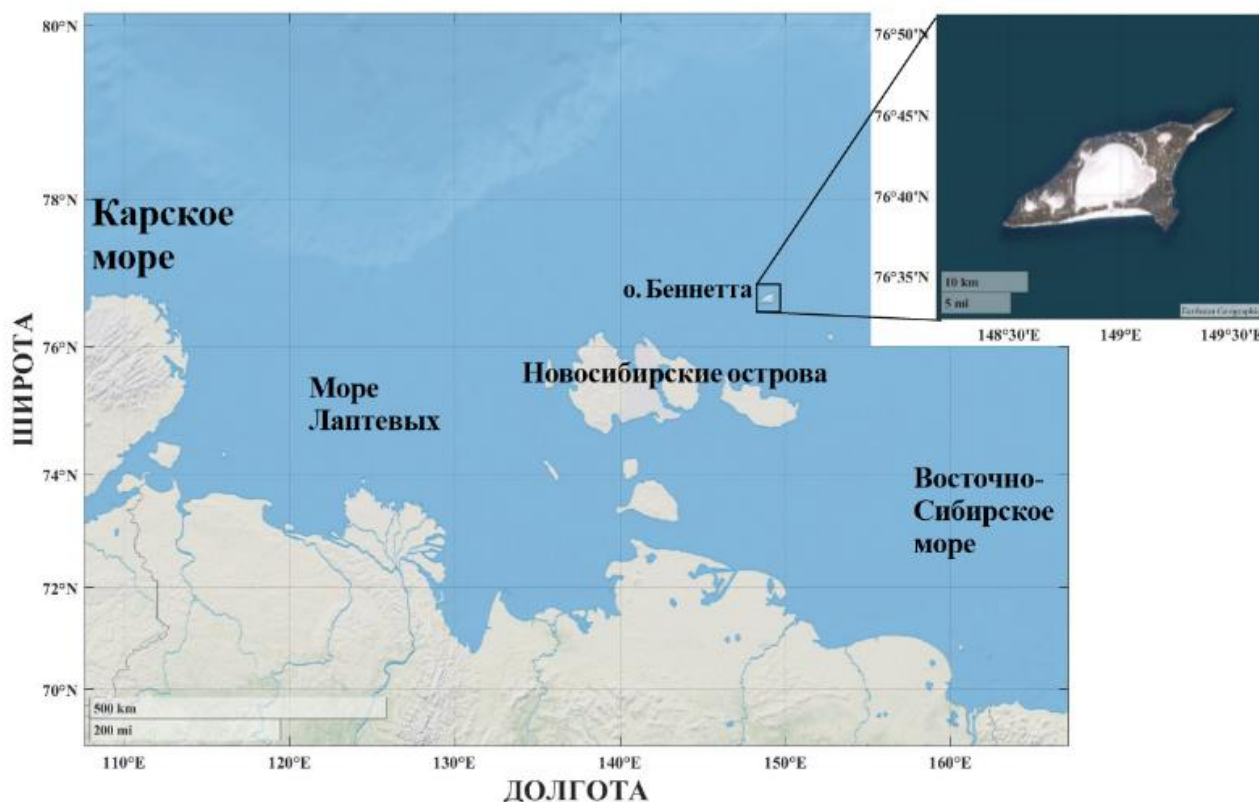 80°N
78°N
76°N
74°N
72°N
70°N
ШИРОТА
Карское
море
Море
Лаптевых
о. Беннетта
Новосибирские острова
Восточно-
Сибирское
море
500 km
200 mi
110°E 120°E 130°E 140°E 150°E 160°E
ДОЛГОТА
76°50'N
76°45'N
76°40'N
76°35'N
10 km
5 mi
148°30'E 149°E 149°30'E